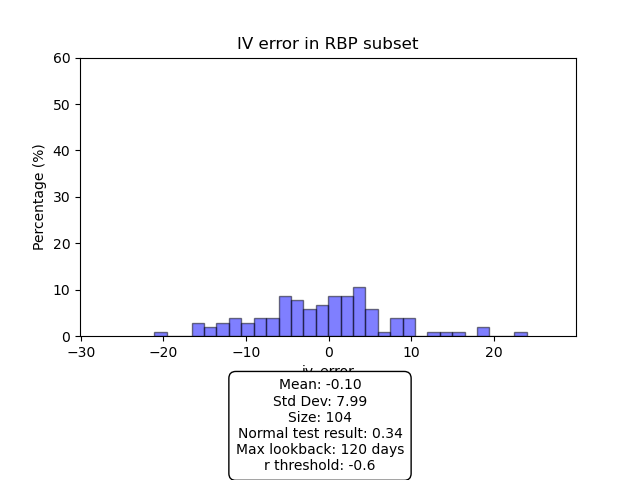 IV error in RBP subset
60
50
40
30
20
10
0
Percentage (%)
−30
−20
−10
0
10
20
iv_error
Mean: -0.10
Std Dev: 7.99
Size: 104
Normal test result: 0.34
Max lookback: 120 days
r threshold: -0.6